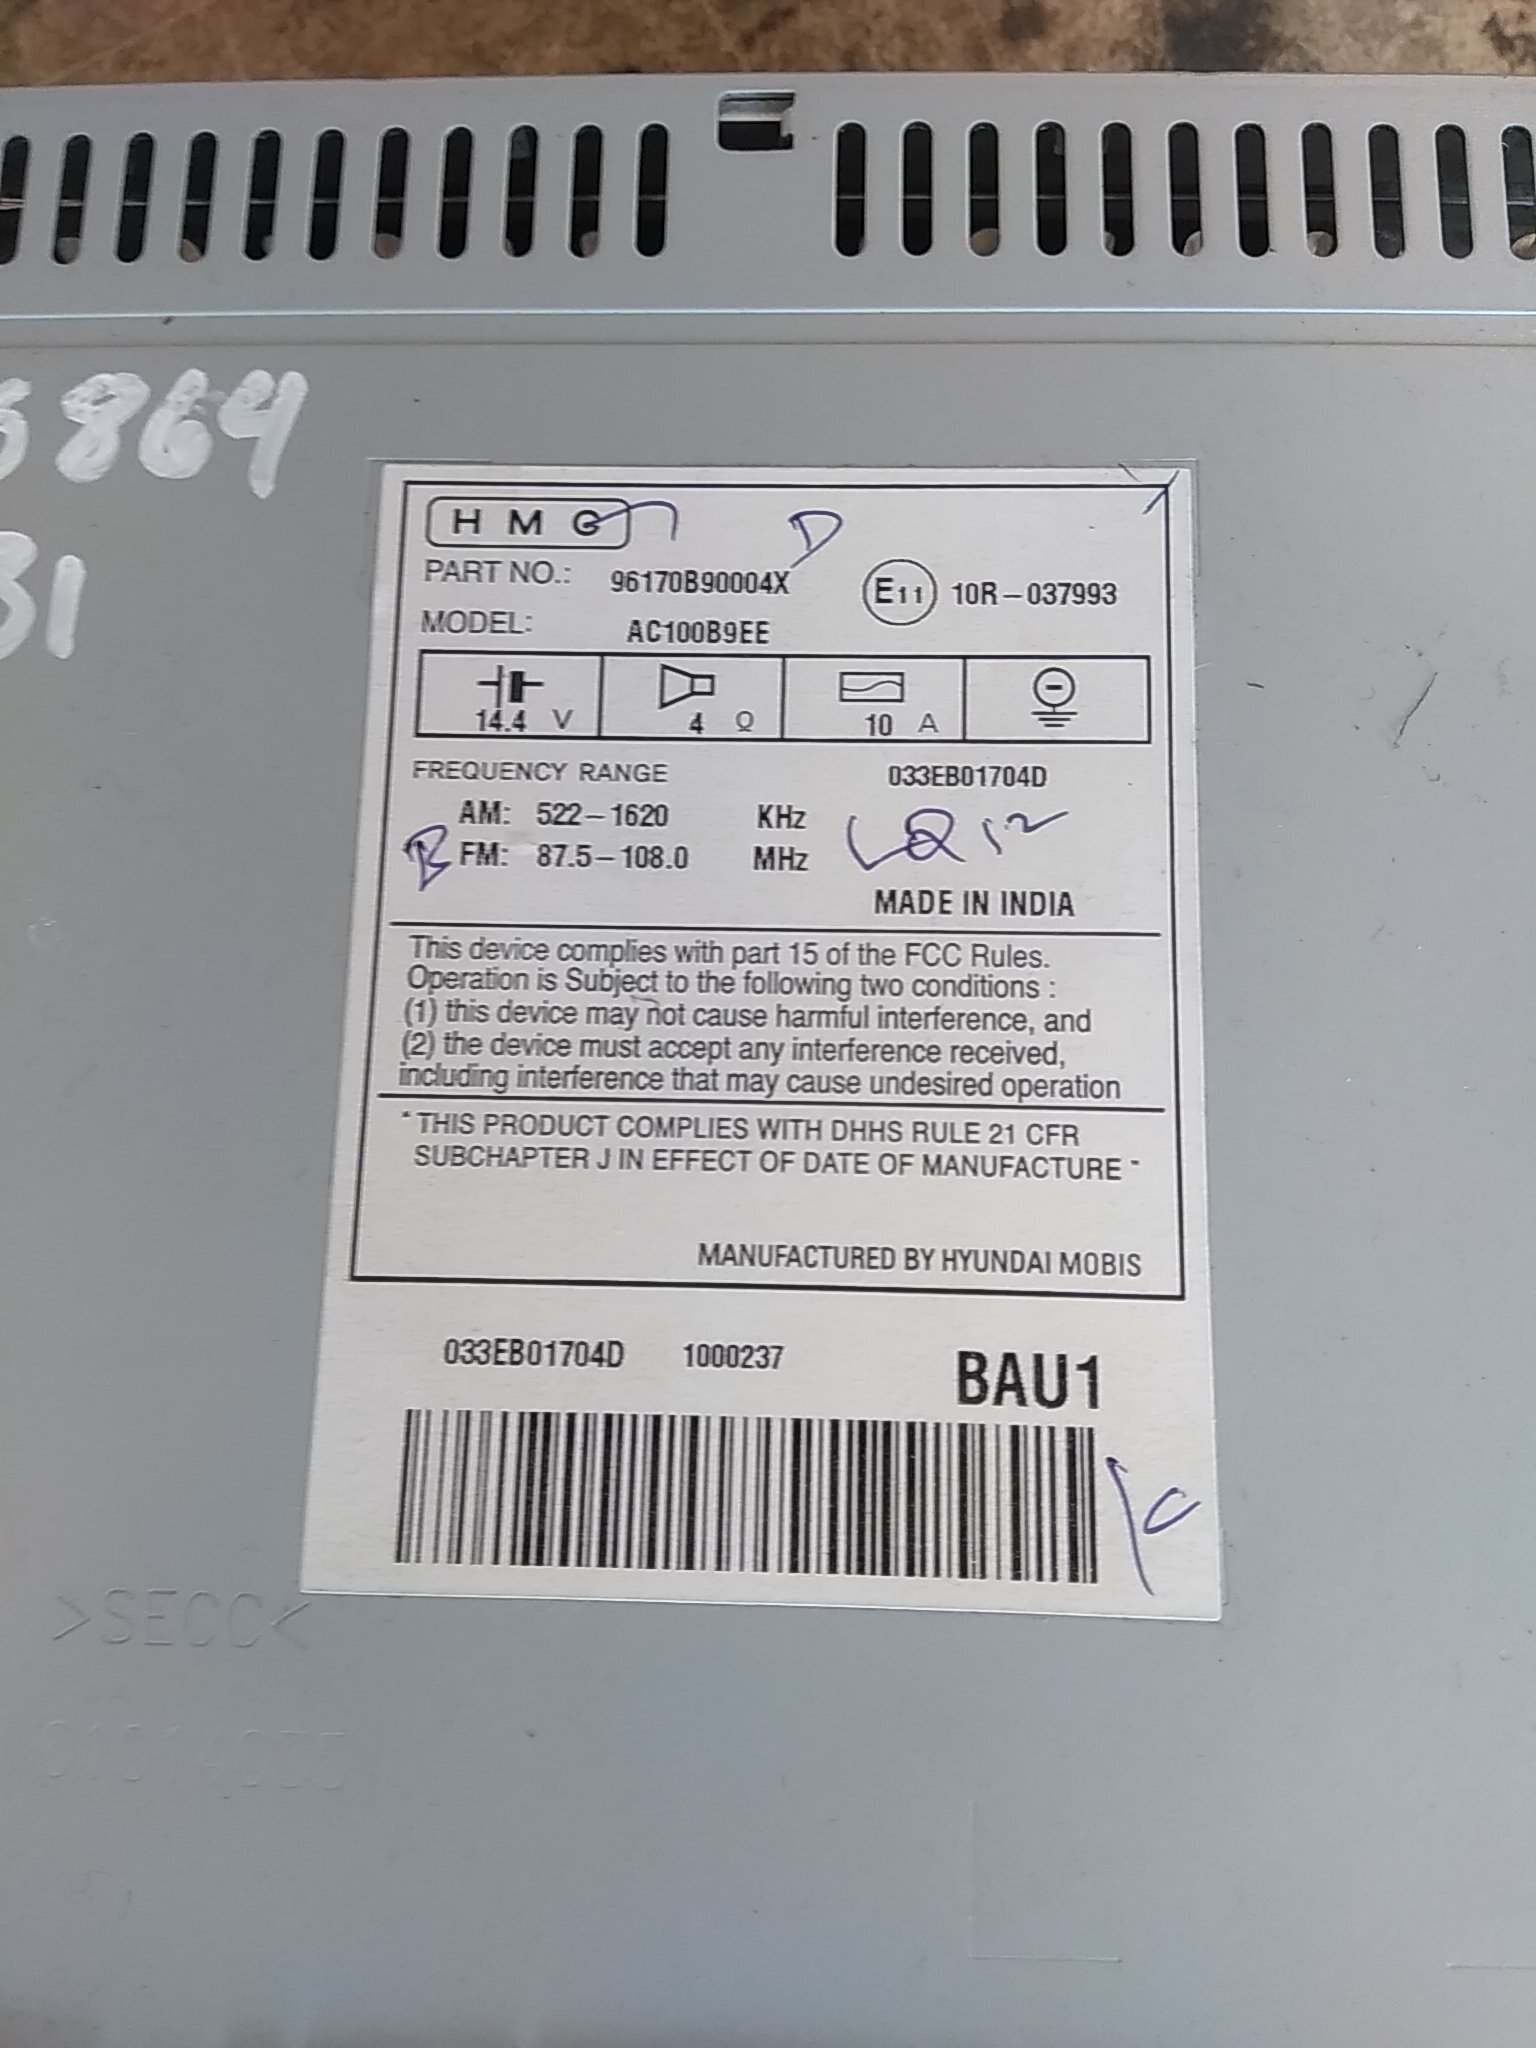 864
31
H M C
D
PART NO.: 96170B90004X
E11 10R-037993
MODEL: AC100B9EE
14.4 V 4 Ω 10 A
FREQUENCY RANGE 033EB01704D
AM: 522-1620 KHz
B FM: 87.5-108.0 MHz
MADE IN INDIA
This device complies with part 15 of the FCC Rules.
Operation is Subject to the following two conditions :
(1) this device may not cause harmful interference, and
(2) the device must accept any interference received,
including interference that may cause undesired operation
" THIS PRODUCT COMPLIES WITH DHHS RULE 21 CFR
SUBCHAPTER J IN EFFECT OF DATE OF MANUFACTURE "
MANUFACTURED BY HYUNDAI MOBIS
033EB01704D 1000237 BAU1
>SECC<